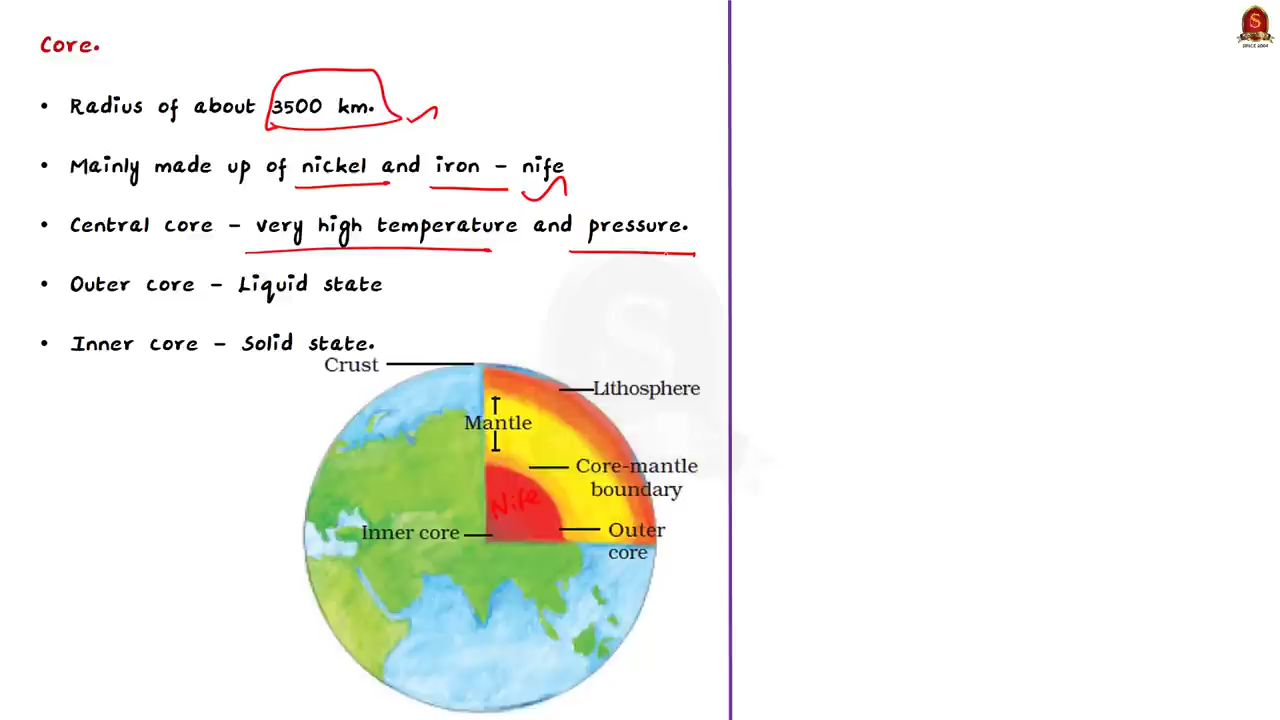 Core.
• Radius of about 3500 km.
• Mainly made up of nickel and iron – nife
• Central core – very high temperature and pressure.
• Outer core – Liquid state
• Inner core – Solid state.
Crust
Lithosphere
Mantle
Core-mantle
boundary
Nife
Inner core
Outer
core
S
SINCE 2004
S